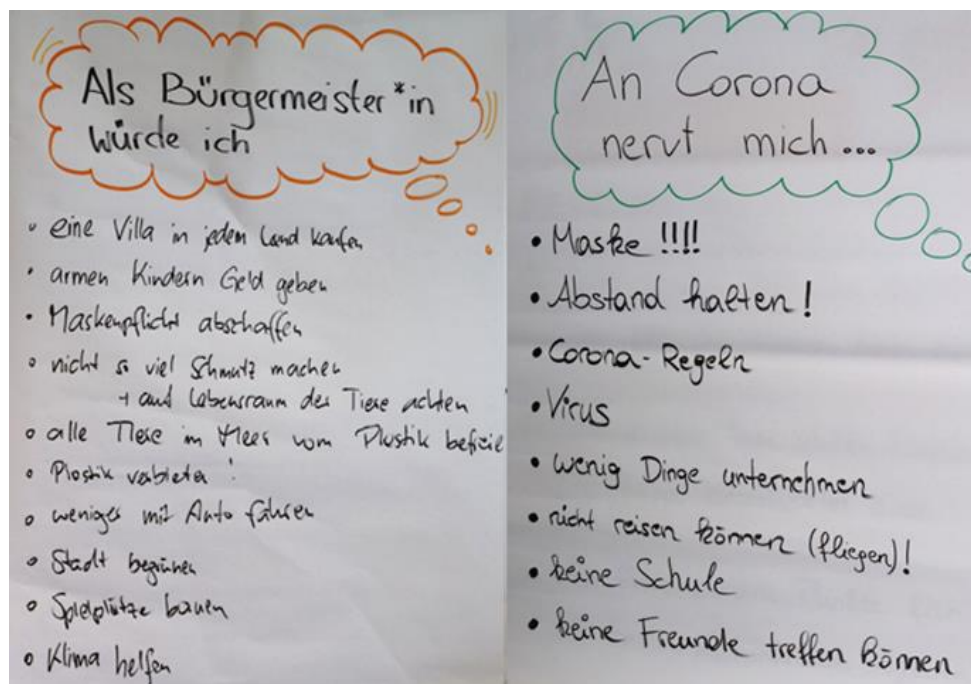 Als Bürgermeister*in
würde ich
• eine Villa in jedem Land kaufen
• armen Kindern Geld geben
• Maskenpflicht abschaffen
• nicht so viel Schmutz machen
+ auf Lebensraum der Tiere achten
• alle Tiere im Meer vom Plastik befreie
• Plastik verbieten !
• weniger mit Auto fahren
• Stadt begrünen
• Spielplätze bauen
• Klima helfen
An Corona
nervt mich...
• Maske !!!!
• Abstand halten !
• Corona-Regeln
• Virus
• wenig Dinge unternehmen
• nicht reisen können (fliegen)!
• keine Schule
• keine Freunde treffen können